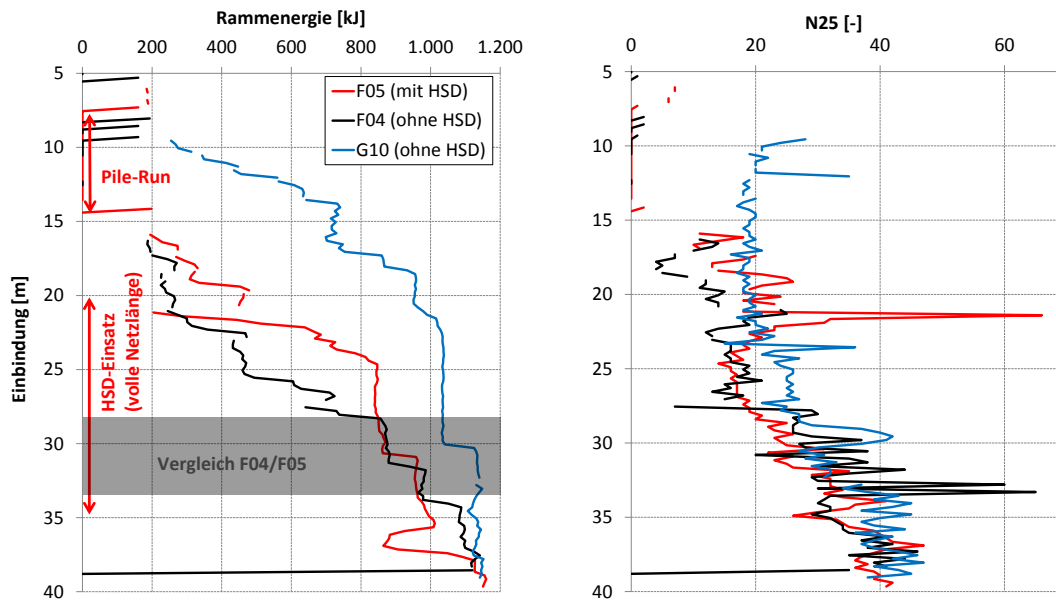 Rammenergie [kJ]
0 200 400 600 800 1.000 1.200
5
10
15
20
25
30
35
40
Einbindung [m]
F05 (mit HSD)
F04 (ohne HSD)
G10 (ohne HSD)
Pile-Run
HSD-Einsatz
(volle Netzlänge)
Vergleich F04/F05
N25 [-]
0 20 40 60
5
10
15
20
25
30
35
40